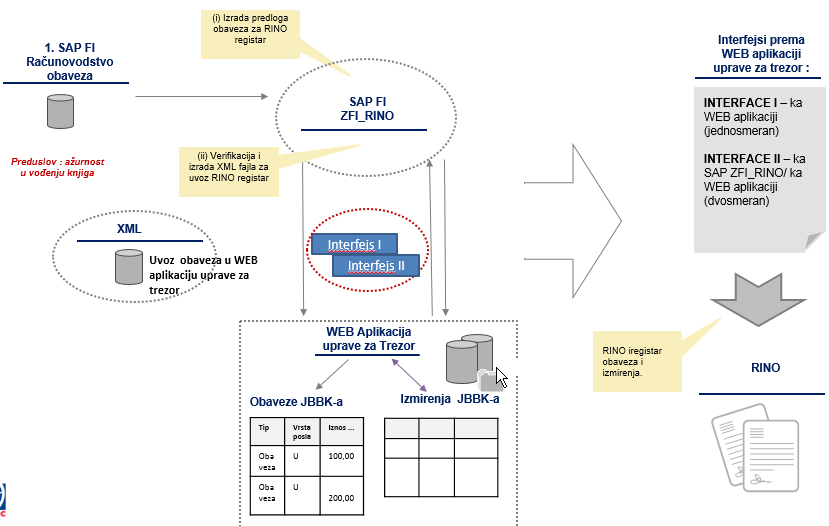 (i) Izrada predloga
obaveza za RINO
registar
1. SAP FI
Računovodstvo
obaveza
Preduslov : ažurnost
u vođenju knjiga
SAP FI
ZFI_RINO
(ii) Verifikacija i
izrada XML fajla za
uvoz RINO registar
XML
Uvoz obaveza u WEB
aplikaciju uprave za
trezor
Interfejs I
Interfejs II
WEB Aplikacija
uprave za Trezor
Obaveze JBBK-a
Tip
Vrsta
posla
Iznos ...
Oba
veza
U
100,00
Oba
veza
U
200,00
Izmirenja JBBK-a
Interfejsi prema
WEB aplikaciji
uprave za trezor :
INTERFACE I – ka
WEB aplikaciji
(jednosmeran)
INTERFACE II – ka
SAP ZFI_RINO/ ka
WEB aplikaciji
(dvosmeran)
RINO iregistar
obaveza i
izmirenja.
RINO